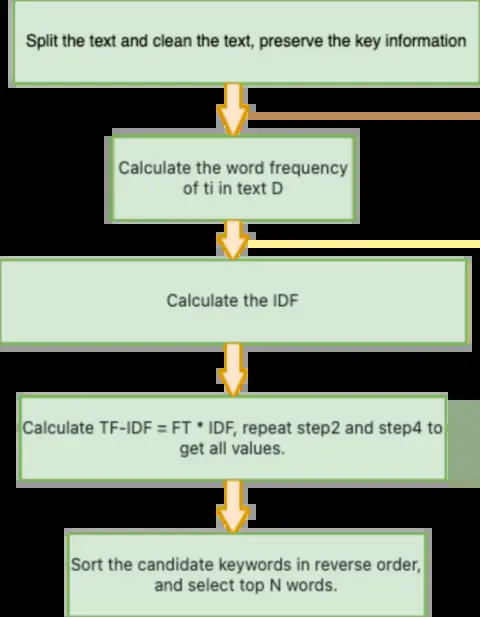 Split the text and clean the text, preserve the key information
Calculate the word frequency
of ti in text D
Calculate the IDF
Calculate TF-IDF = FT * IDF, repeat step2 and step4 to
get all values.
Sort the candidate keywords in reverse order,
and select top N words.